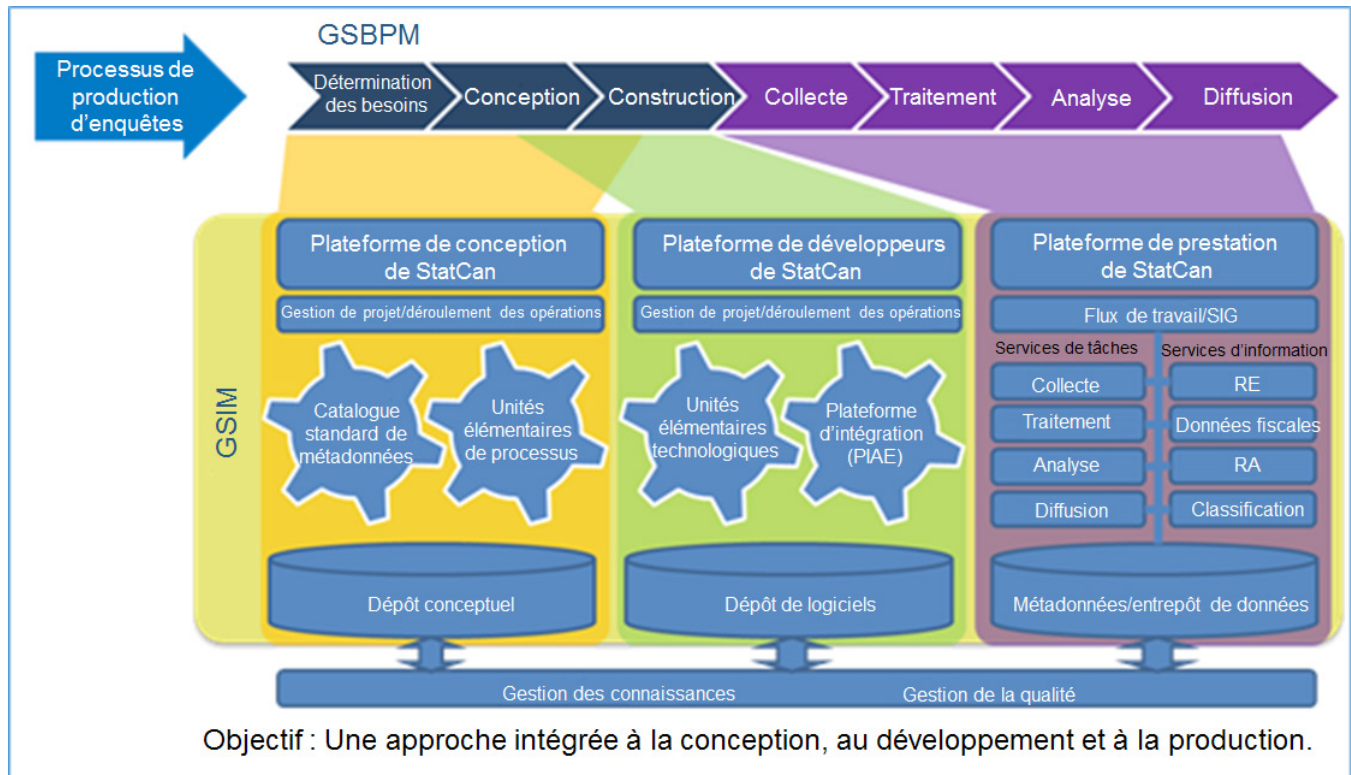 GSBPM
Processus de
production
d'enquêtes
Détermination
des besoins
Conception
Construction
Collecte
Traitement
Analyse
Diffusion
GSIM
Plateforme de conception
de StatCan
Gestion de projet/déroulement des opérations
Catalogue
standard de
métadonnées
Unités
élémentaires
de processus
Dépôt conceptuel
Plateforme de développeurs
de StatCan
Gestion de projet/déroulement des opérations
Unités
élémentaires
technologiques
Plateforme
d'intégration
(PIAE)
Dépôt de logiciels
Plateforme de prestation
de StatCan
Flux de travail/SIG
Services de tâches
Collecte
Traitement
Analyse
Diffusion
Services d'information
RE
Données fiscales
RA
Classification
Métadonnées/entrepôt de données
Gestion des connaissances
Gestion de la qualité
Objectif : Une approche intégrée à la conception, au développement et à la production.